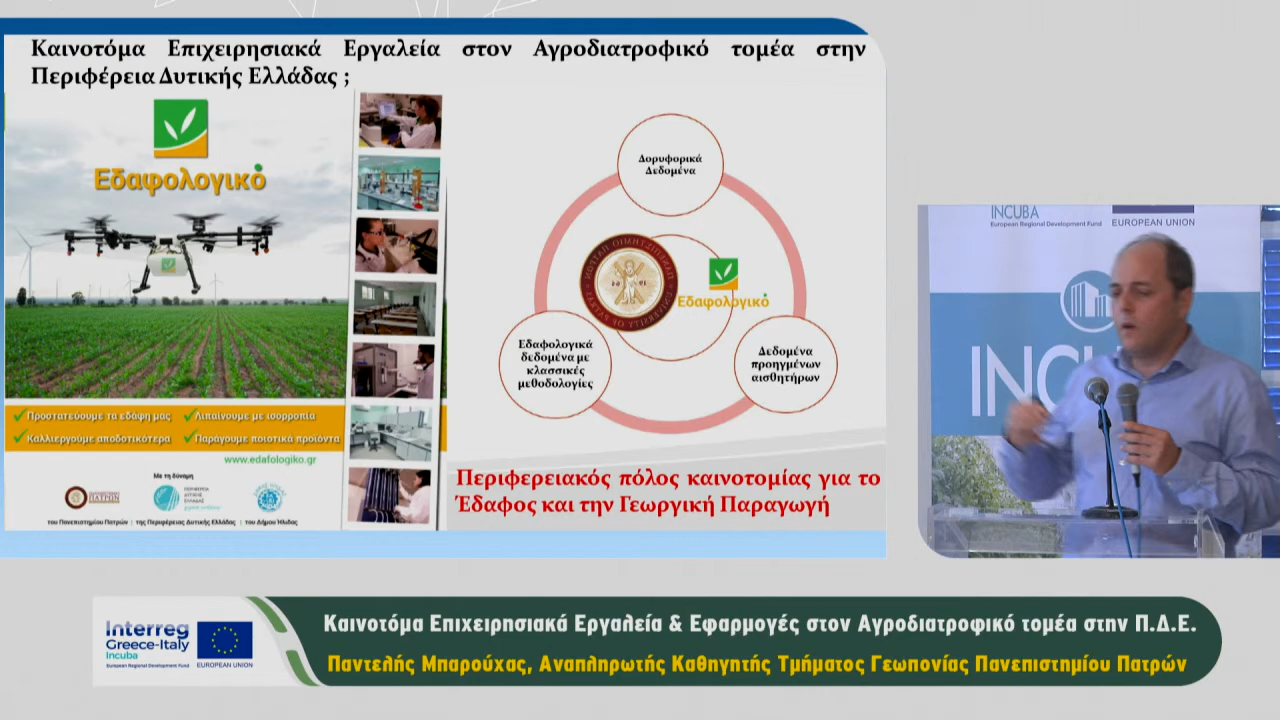 Καινοτόμα Επιχειρησιακά Εργαλεία στον Αγροδιατροφικό τομέα στην
Περιφέρεια Δυτικής Ελλάδας ;
Εδαφολογικό
Προστατεύουμε τα εδάφη μας
Λιπαίνουμε με ισορροπία
Καλλιεργούμε αποδοτικότερα
Παράγουμε ποιοτικά προϊόντα
www.edafologiko.gr
Με τη δύναμη
του Πανεπιστημίου Πατρών | της Περιφέρειας Δυτικής Ελλάδας | του Δήμου Ήλιδας
Δορυφορικά
Δεδομένα
Εδαφολογικό
Εδαφολογικά
δεδομένα με
κλασσικές
μεθοδολογίες
Δεδομένα
προηγμένων
αισθητήρων
Περιφερειακός πόλος καινοτομίας για το
Έδαφος και την Γεωργική Παραγωγή
INCUBA
European Regional Development Fund
EUROPEAN UNION
Interreg
Greece-Italy
Incuba
European Regional Development Fund
EUROPEAN UNION
Καινοτόμα Επιχειρησιακά Εργαλεία & Εφαρμογές στον Αγροδιατροφικό τομέα στην Π.Δ.Ε.
Παντελής Μπαρούχας, Αναπληρωτής Καθηγητής Τμήματος Γεωπονίας Πανεπιστημίου Πατρών